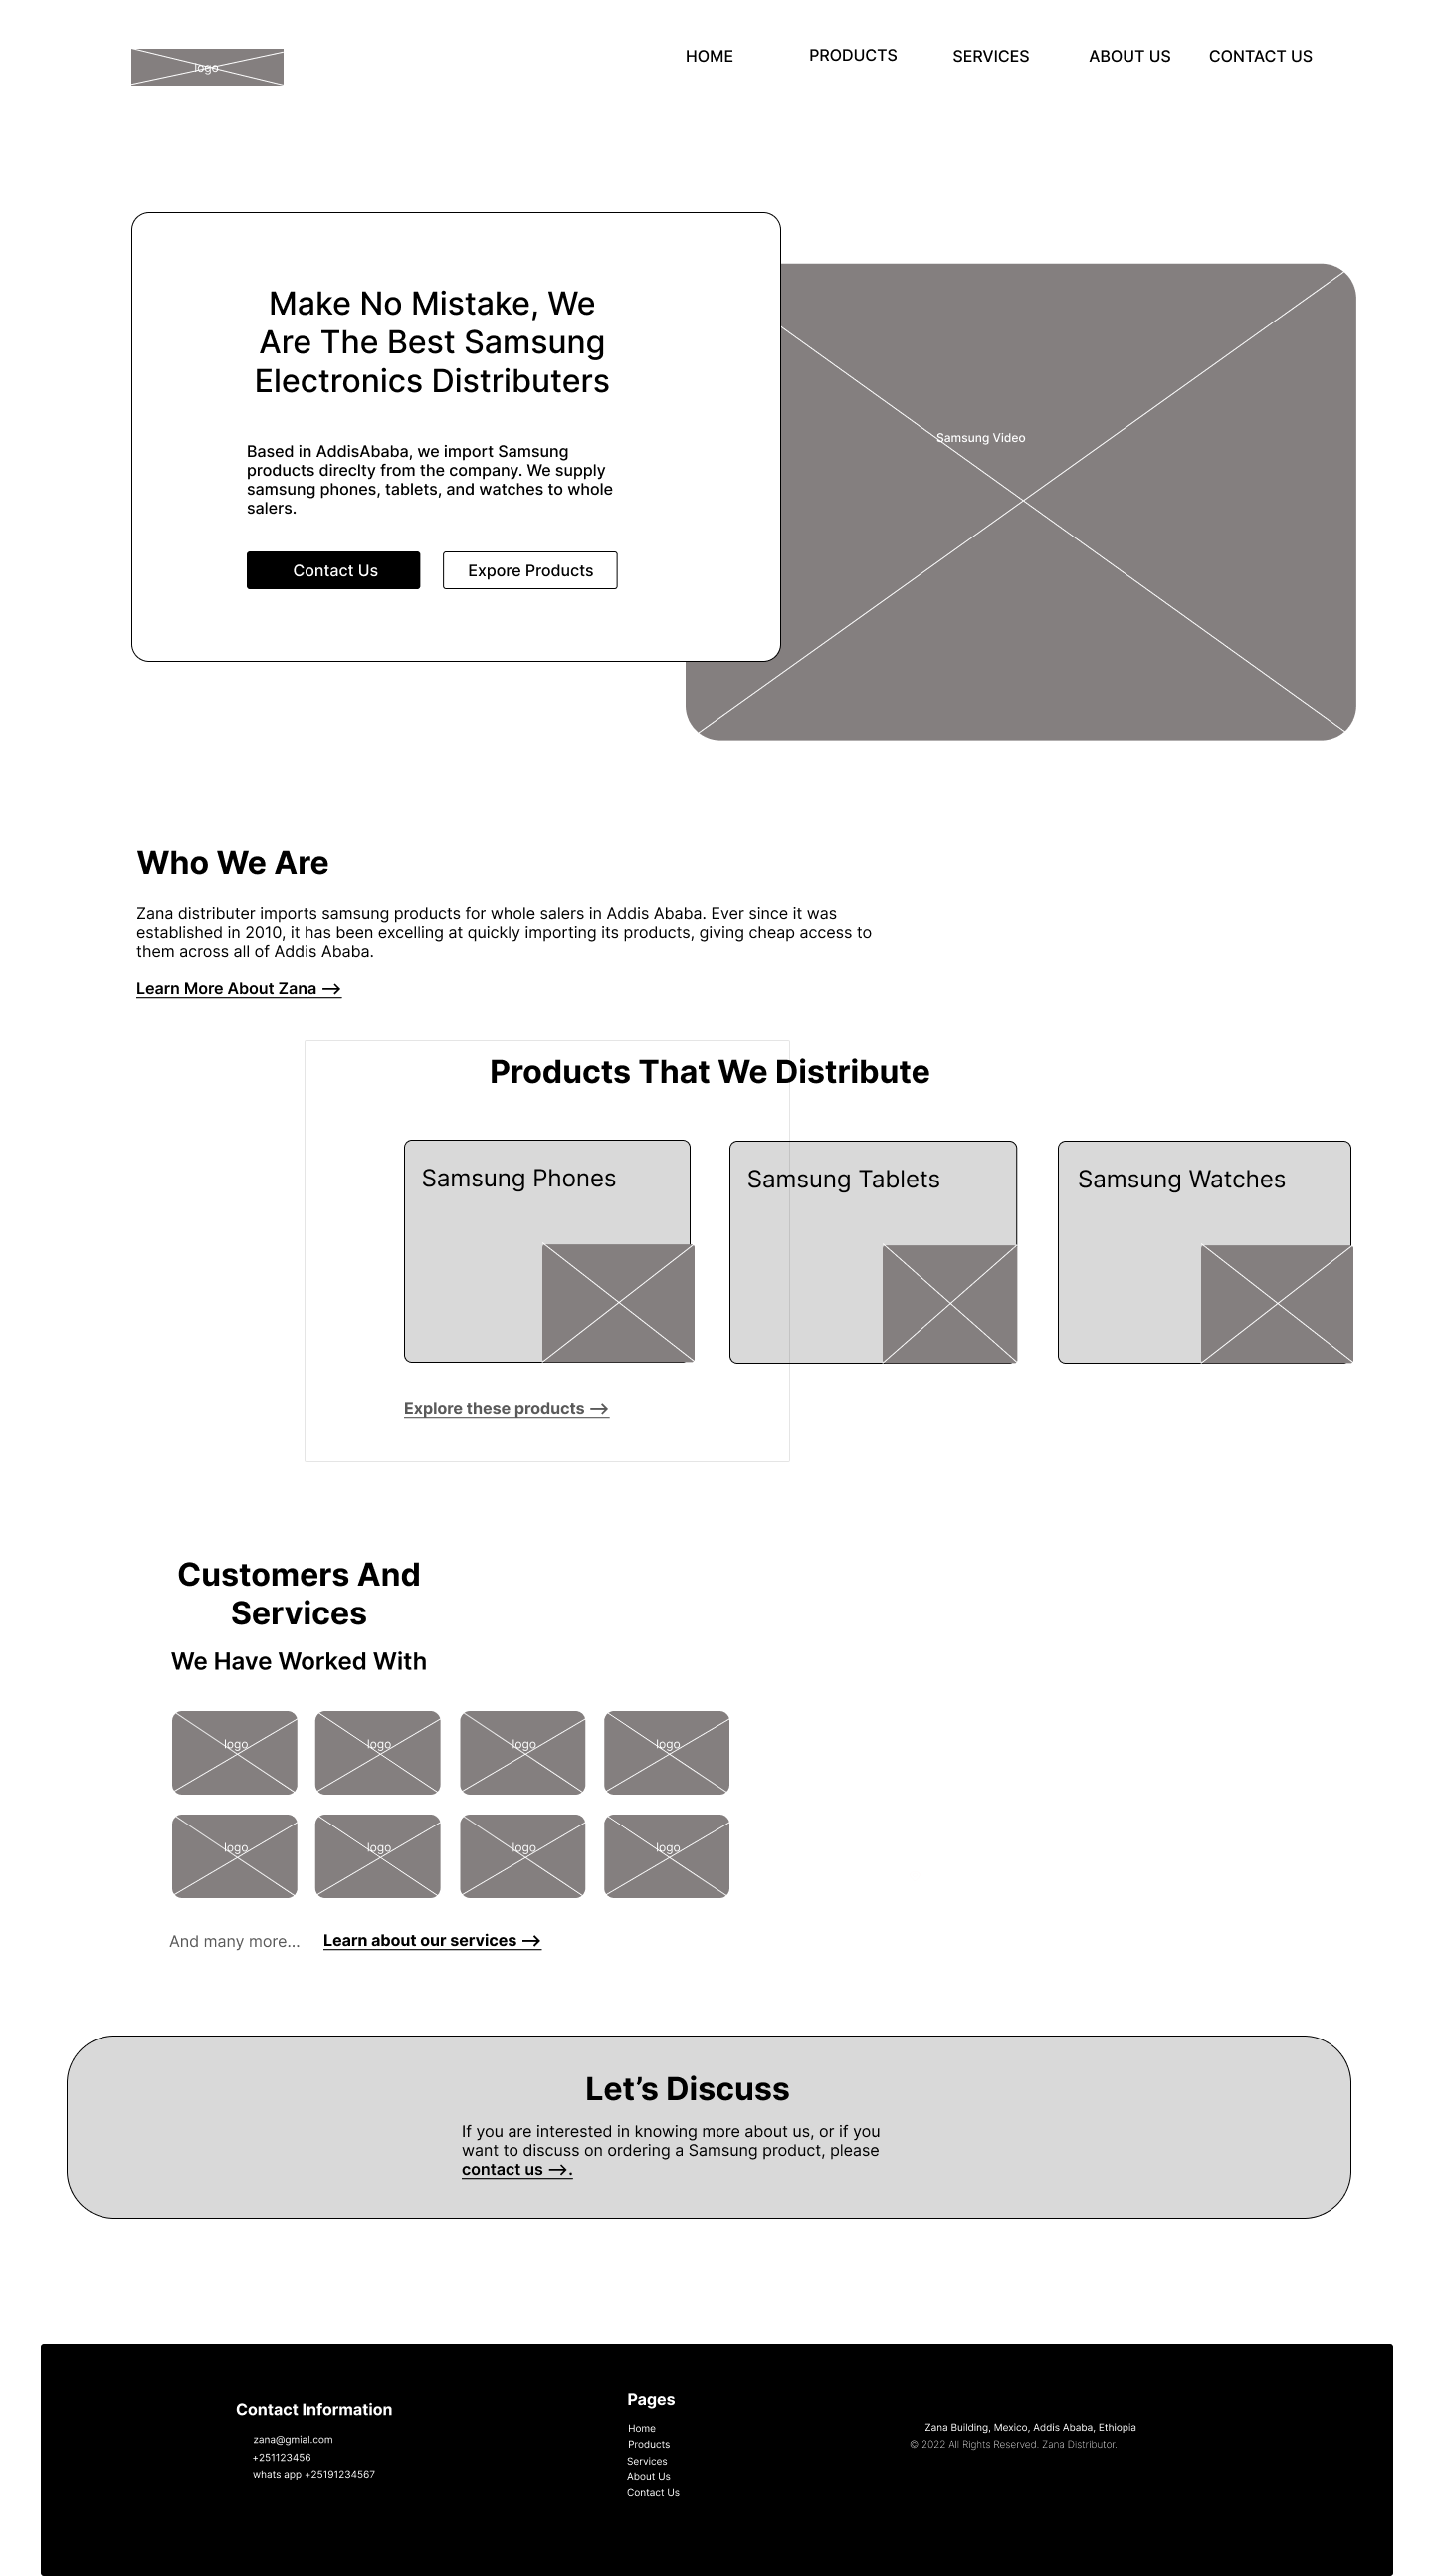 logo
HOME
PRODUCTS
SERVICES
ABOUT US
CONTACT US
Make No Mistake, We
Are The Best Samsung
Electronics Distributers
Based in AddisAbaba, we import Samsung
products direclty from the company. We supply
samsung phones, tablets, and watches to whole
salers.
Contact Us
Expore Products
Samsung Video
Who We Are
Zana distributer imports samsung products for whole salers in Addis Ababa. Ever since it was
established in 2010, it has been excelling at quickly importing its products, giving cheap access to
them across all of Addis Ababa.
Learn More About Zana –>
Products That We Distribute
Samsung Phones
Samsung Tablets
Samsung Watches
Explore these products –>
Customers And
Services
We Have Worked With
logo
logo
logo
logo
logo
logo
logo
logo
And many more...
Learn about our services –>
Let’s Discuss
If you are interested in knowing more about us, or if you
want to discuss on ordering a Samsung product, please
contact us –>.
Contact Information
zana@gmial.com
+251123456
whats app +25191234567
Pages
Home
Products
Services
About Us
Contact Us
Zana Building, Mexico, Addis Ababa, Ethiopia
© 2022 All Rights Reserved. Zana Distributor.